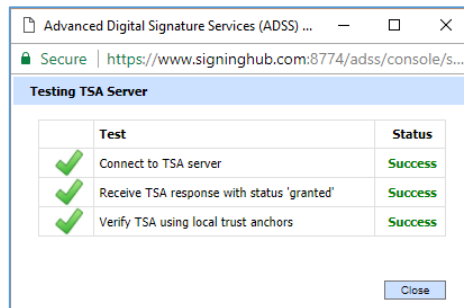 Advanced Digital Signature Services (ADSS) ...
Secure | https://www.signinghub.com:8774/adss/console/s...
Testing TSA Server
Test Status
Connect to TSA server Success
Receive TSA response with status 'granted' Success
Verify TSA using local trust anchors Success
Close